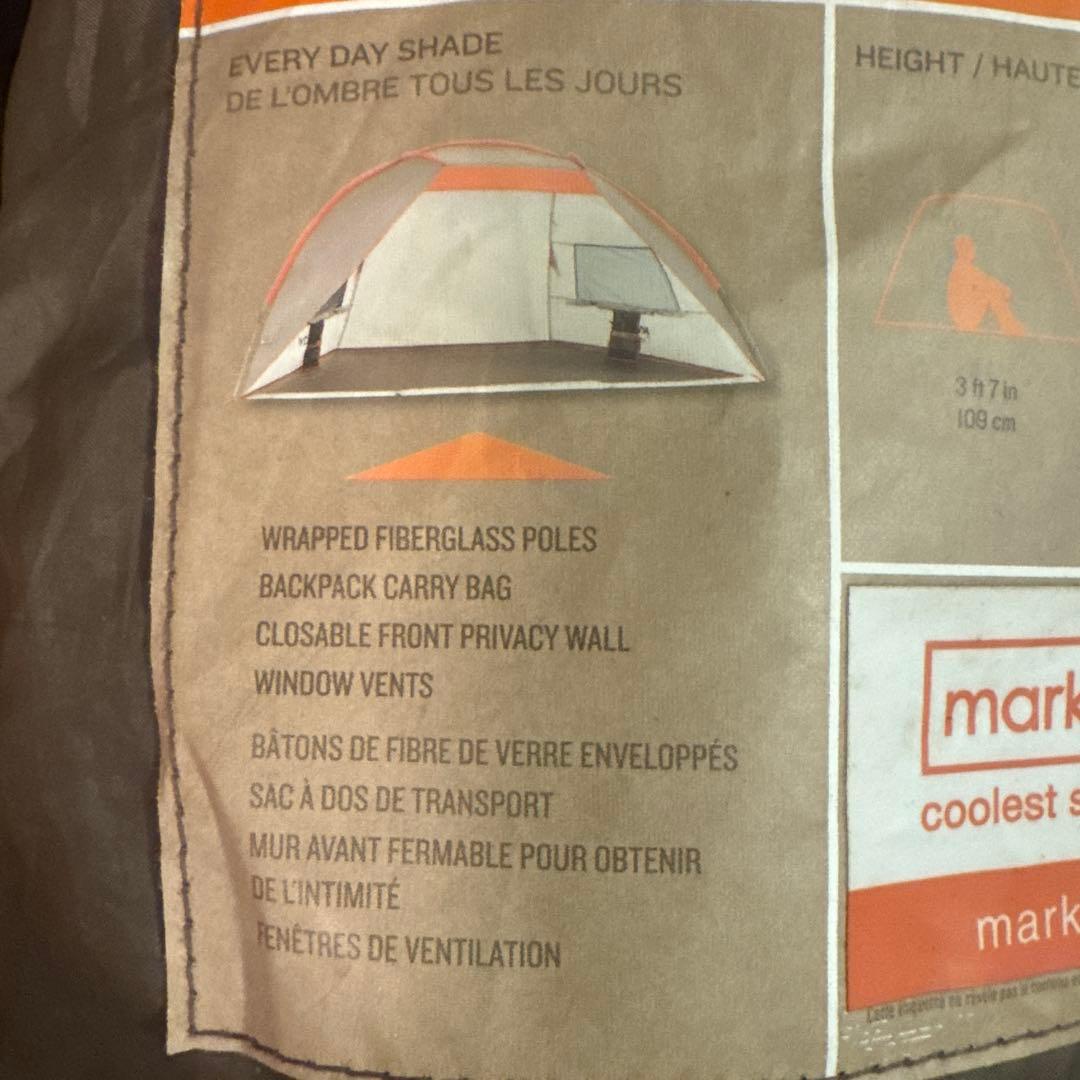 EVERY DAY SHADE
DE L'OMBRE TOUS LES JOURS
WRAPPED FIBERGLASS POLES
BACKPACK CARRY BAG
CLOSABLE FRONT PRIVACY WALL
WINDOW VENTS
BÂTONS DE FIBRE DE VERRE ENVELOPPÉS
SAC À DOS DE TRANSPORT
MUR AVANT FERMABLE POUR OBTENIR
DE L'INTIMITÉ
FENÊTRES DE VENTILATION
HEIGHT / HAUTE
3 ft 7 in
109 cm
mark
coolest s
mark